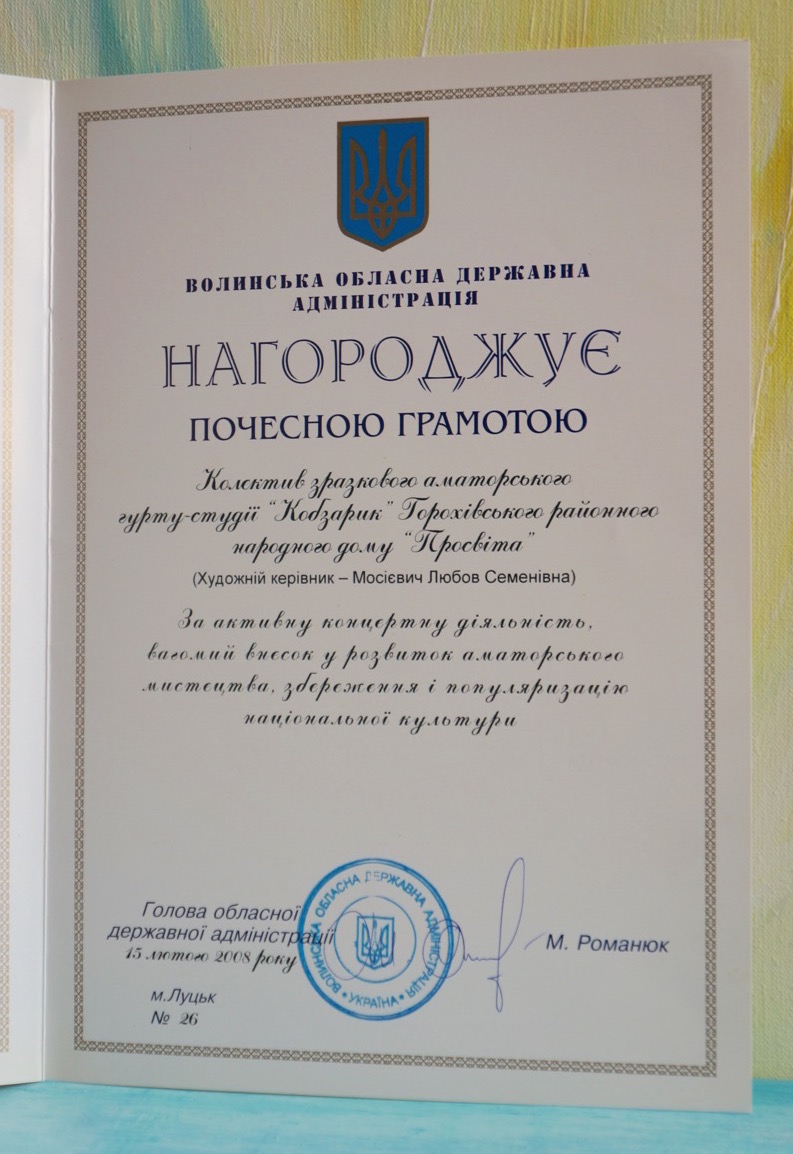 ВОЛИНСЬКА ОБЛАСНА ДЕРЖАВНА
АДМІНІСТРАЦІЯ
НАГОРОДЖУЄ
ПОЧЕСНОЮ ГРАМОТОЮ
Колектив зразкового аматорського
гурту-студії “Кобзарик” Горохівського районного
народного дому “Просвіта”
(Художній керівник – Мосієвич Любов Семенівна)
За активну концертну діяльність,
вагомий внесок у розвиток аматорського
мистецтва, збереження і популяризацію
національної культури
Голова обласної
державної адміністрації
15 лютого 2008 року
М. Романюк
м.Луцьк
№ 26
ВОЛИНСЬКА ОБЛАСНА ДЕРЖАВНА АДМІНІСТРАЦІЯ
• УКРАЇНА •